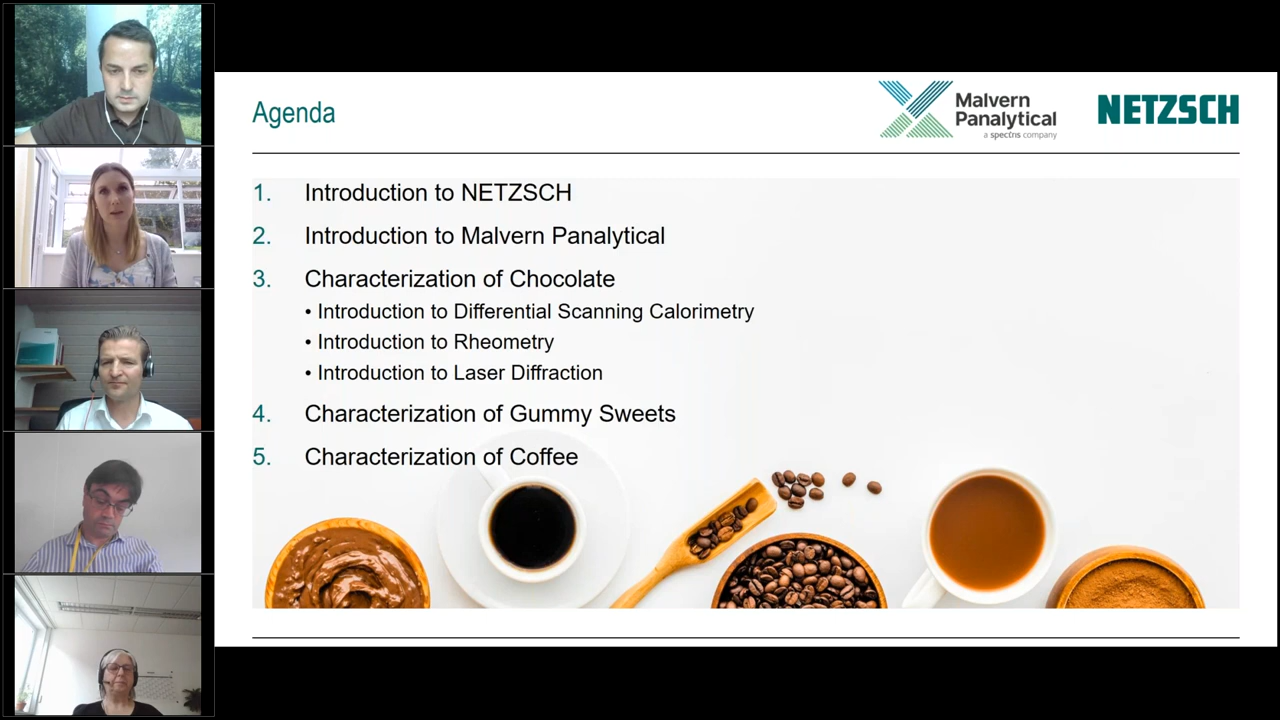 Agenda
Malvern
Panalytical
a spectris company
NETZSCH
1. Introduction to NETZSCH
2. Introduction to Malvern Panalytical
3. Characterization of Chocolate
• Introduction to Differential Scanning Calorimetry
• Introduction to Rheometry
• Introduction to Laser Diffraction
4. Characterization of Gummy Sweets
5. Characterization of Coffee